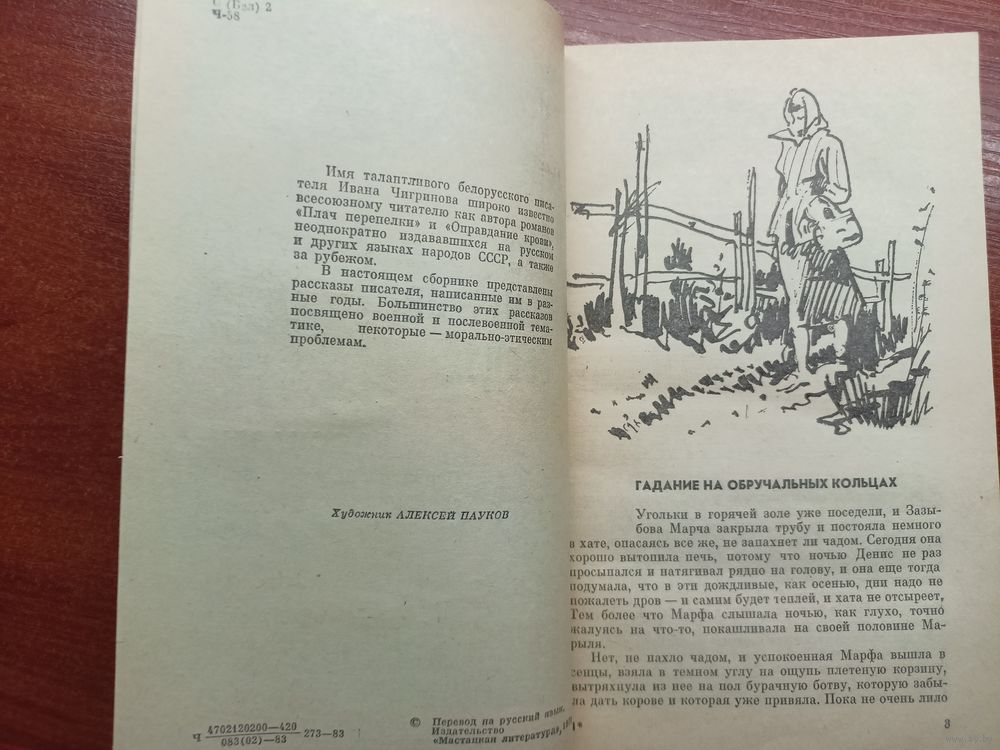 С (Бел) 2
Ч-58
Имя талантливого белорусского писа-
теля Ивана Чигринова широко известно
всесоюзному читателю как автора романов
«Плач перепелки» и «Оправдание крови»,
неоднократно издававшихся на русском
и других языках народов СССР, а также
за рубежом.
В настоящем сборнике представлены
рассказы писателя, написанные им в раз-
ные годы. Большинство этих рассказов
посвящено военной и послевоенной тема-
тике, некоторые — морально-этическим
проблемам.
Художник АЛЕКСЕЙ ПАУКОВ
Ч 4702120200—420
083(02)—83 273—83
© Перевод на русский язык.
Издательство
«Мастацкая литература»,
ГАДАНИЕ НА ОБРУЧАЛЬНЫХ КОЛЬЦАХ
Угольки в горячей золе уже поседели, и Зазы-
бова Марча закрыла трубу и постояла немного
в хате, опасаясь все же, не запахнет ли чадом. Сегодня она
хорошо вытопила печь, потому что ночью Денис не раз
просыпался и натягивал рядно на голову, и она еще тогда
подумала, что в эти дождливые, как осенью, дни надо не
пожалеть дров — и самим будет теплей, и хата не отсыреет.
Тем более что Марфа слышала ночью, как глухо, точно
жалуясь на что-то, покашливала на своей половине Ма-
рыля.
Нет, не пахло чадом, и успокоенная Марфа вышла в
сенцы, взяла в темном углу на ощупь плетеную корзину,
вытряхнула из нее на пол бурачную ботву, которую забы-
ла дать корове и которая уже привяла. Пока не очень лило
1*
3